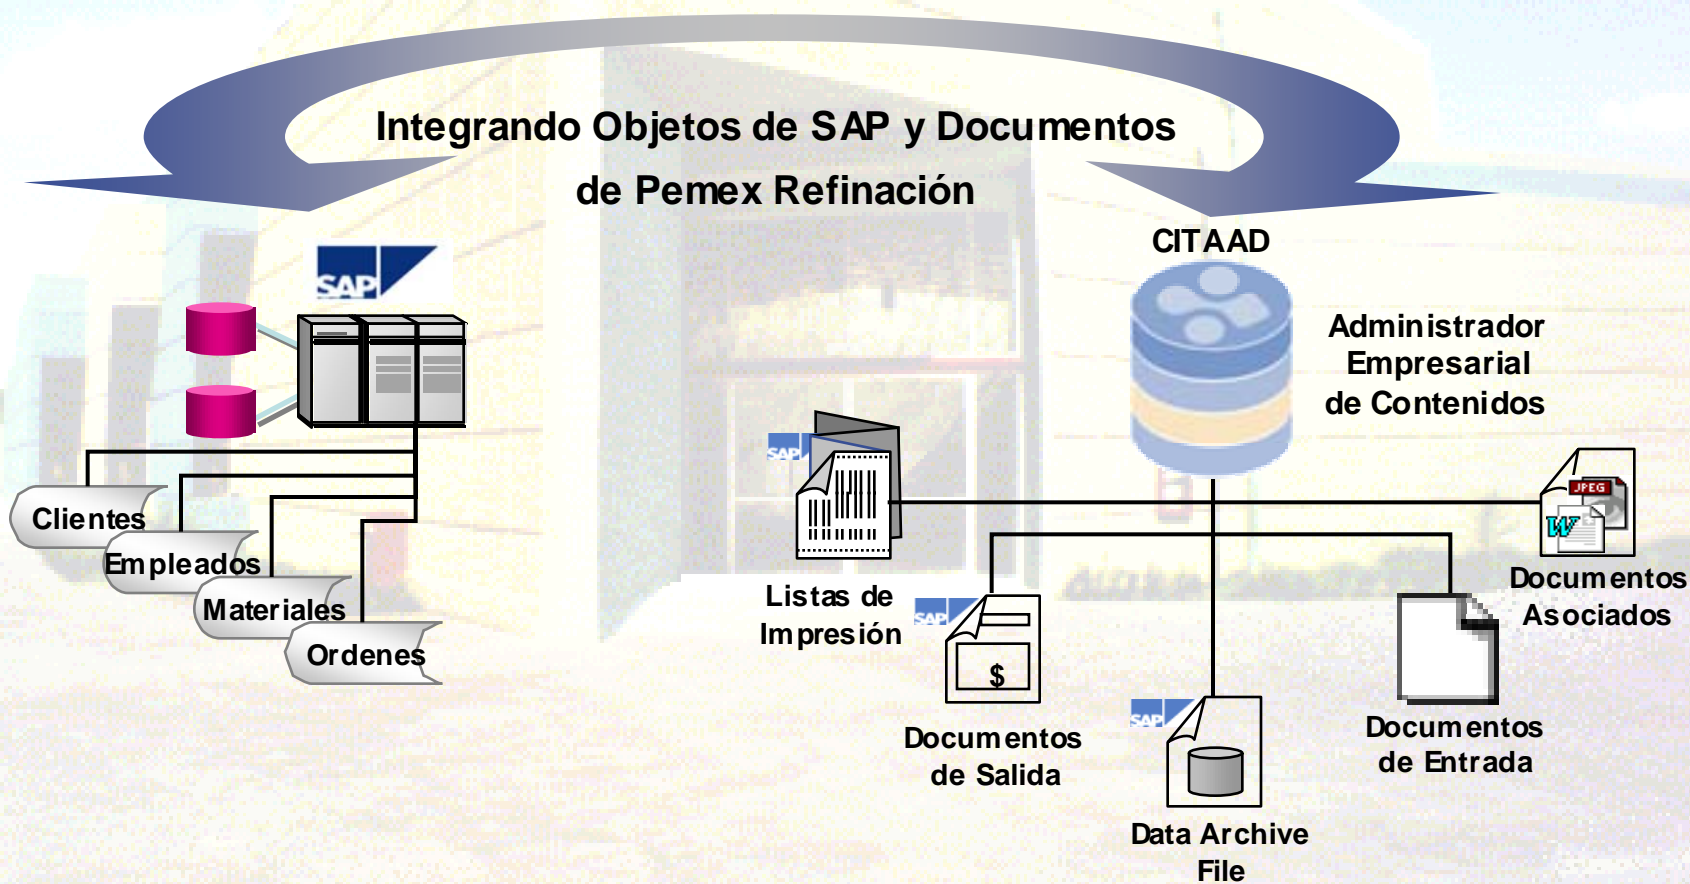 Integrando Objetos de SAP y Documentos
de Pemex Refinación
SAP
Clientes
Empleados
Materiales
Ordenes
CITAAD
Administrador
Empresarial
de Contenidos
SAP
Listas de
Impresión
SAP
$
Documentos
de Salida
SAP
Data Archive
File
Documentos
de Entrada
JPEG
W
Documentos
Asociados